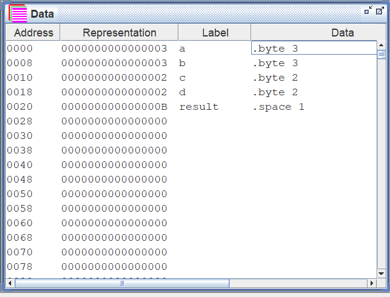 Data
Address Representation Label Data
0000 0000000000000003 a .byte 3
0008 0000000000000003 b .byte 3
0010 0000000000000002 c .byte 2
0018 0000000000000002 d .byte 2
0020 000000000000000B result .space 1
0028 0000000000000000
0030 0000000000000000
0038 0000000000000000
0040 0000000000000000
0048 0000000000000000
0050 0000000000000000
0058 0000000000000000
0060 0000000000000000
0068 0000000000000000
0070 0000000000000000
0078 0000000000000000